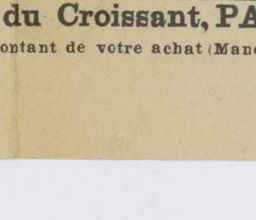 du Croissant, PA
ontant de votre achat (Man